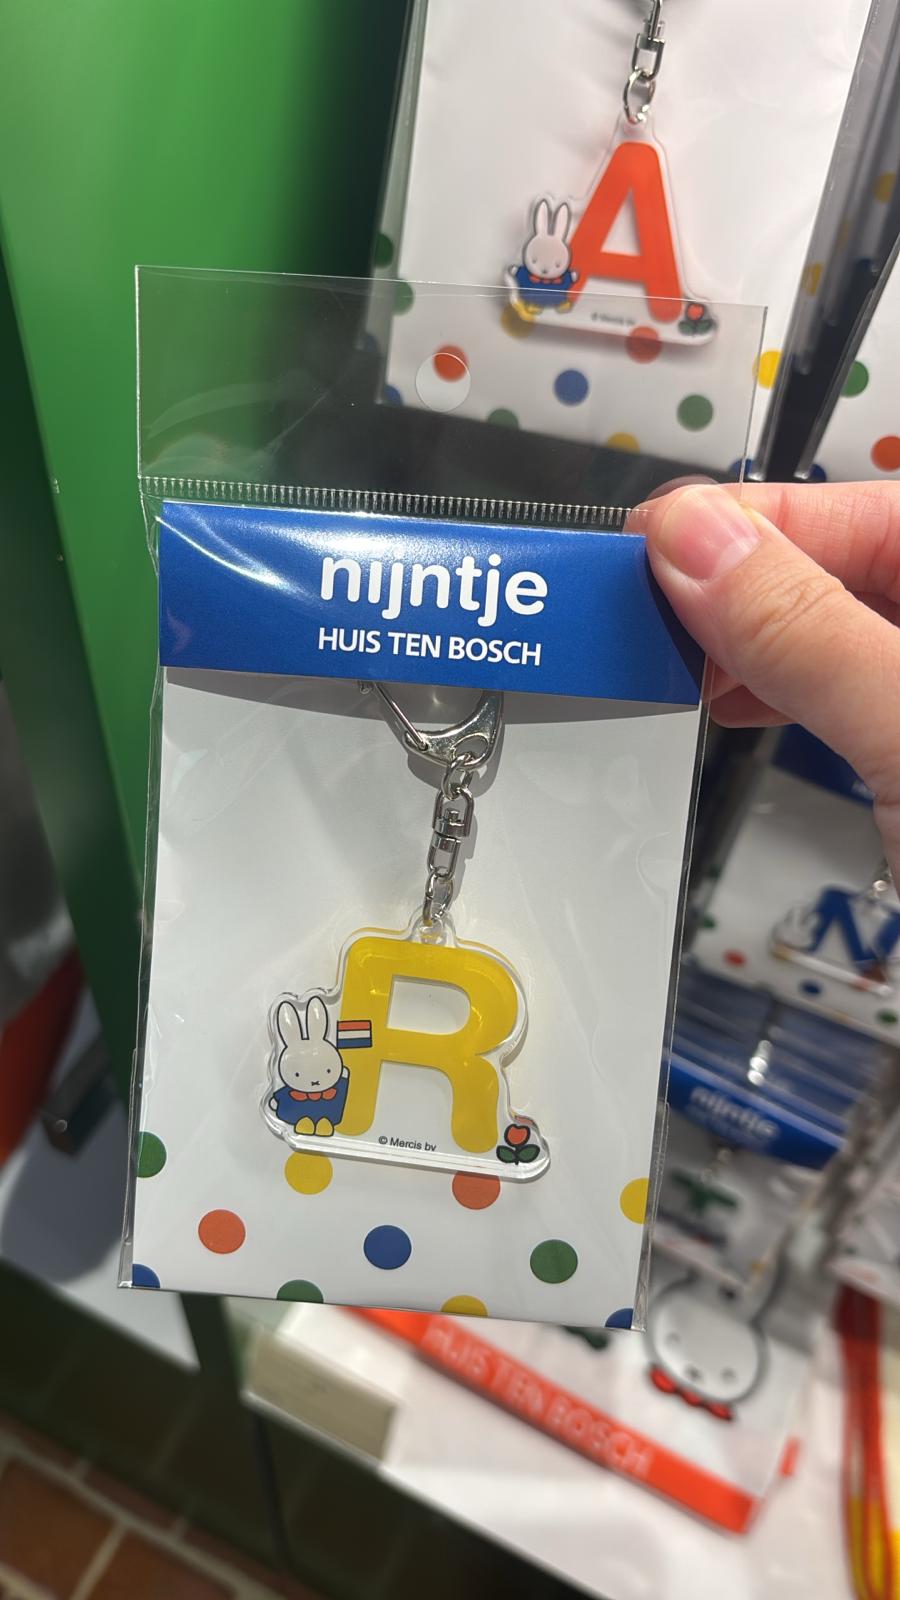 A
© Mercis bv
nijntje
HUIS TEN BOSCH
R
© Mercis bv
N
nijntje
HUIS TEN BOSCH